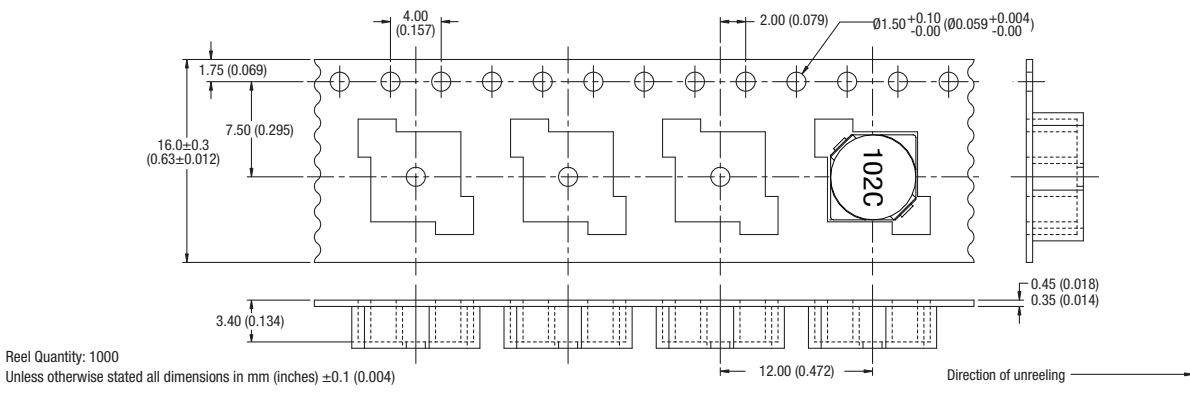 4.00
(0.157)
2.00 (0.079)
Ø1.50 +0.10 -0.00 (Ø0.059 +0.004 -0.00)
1.75 (0.069)
7.50 (0.295)
16.0±0.3
(0.63±0.012)
102C
0.45 (0.018)
0.35 (0.014)
3.40 (0.134)
12.00 (0.472)
Reel Quantity: 1000
Unless otherwise stated all dimensions in mm (inches) ±0.1 (0.004)
Direction of unreeling